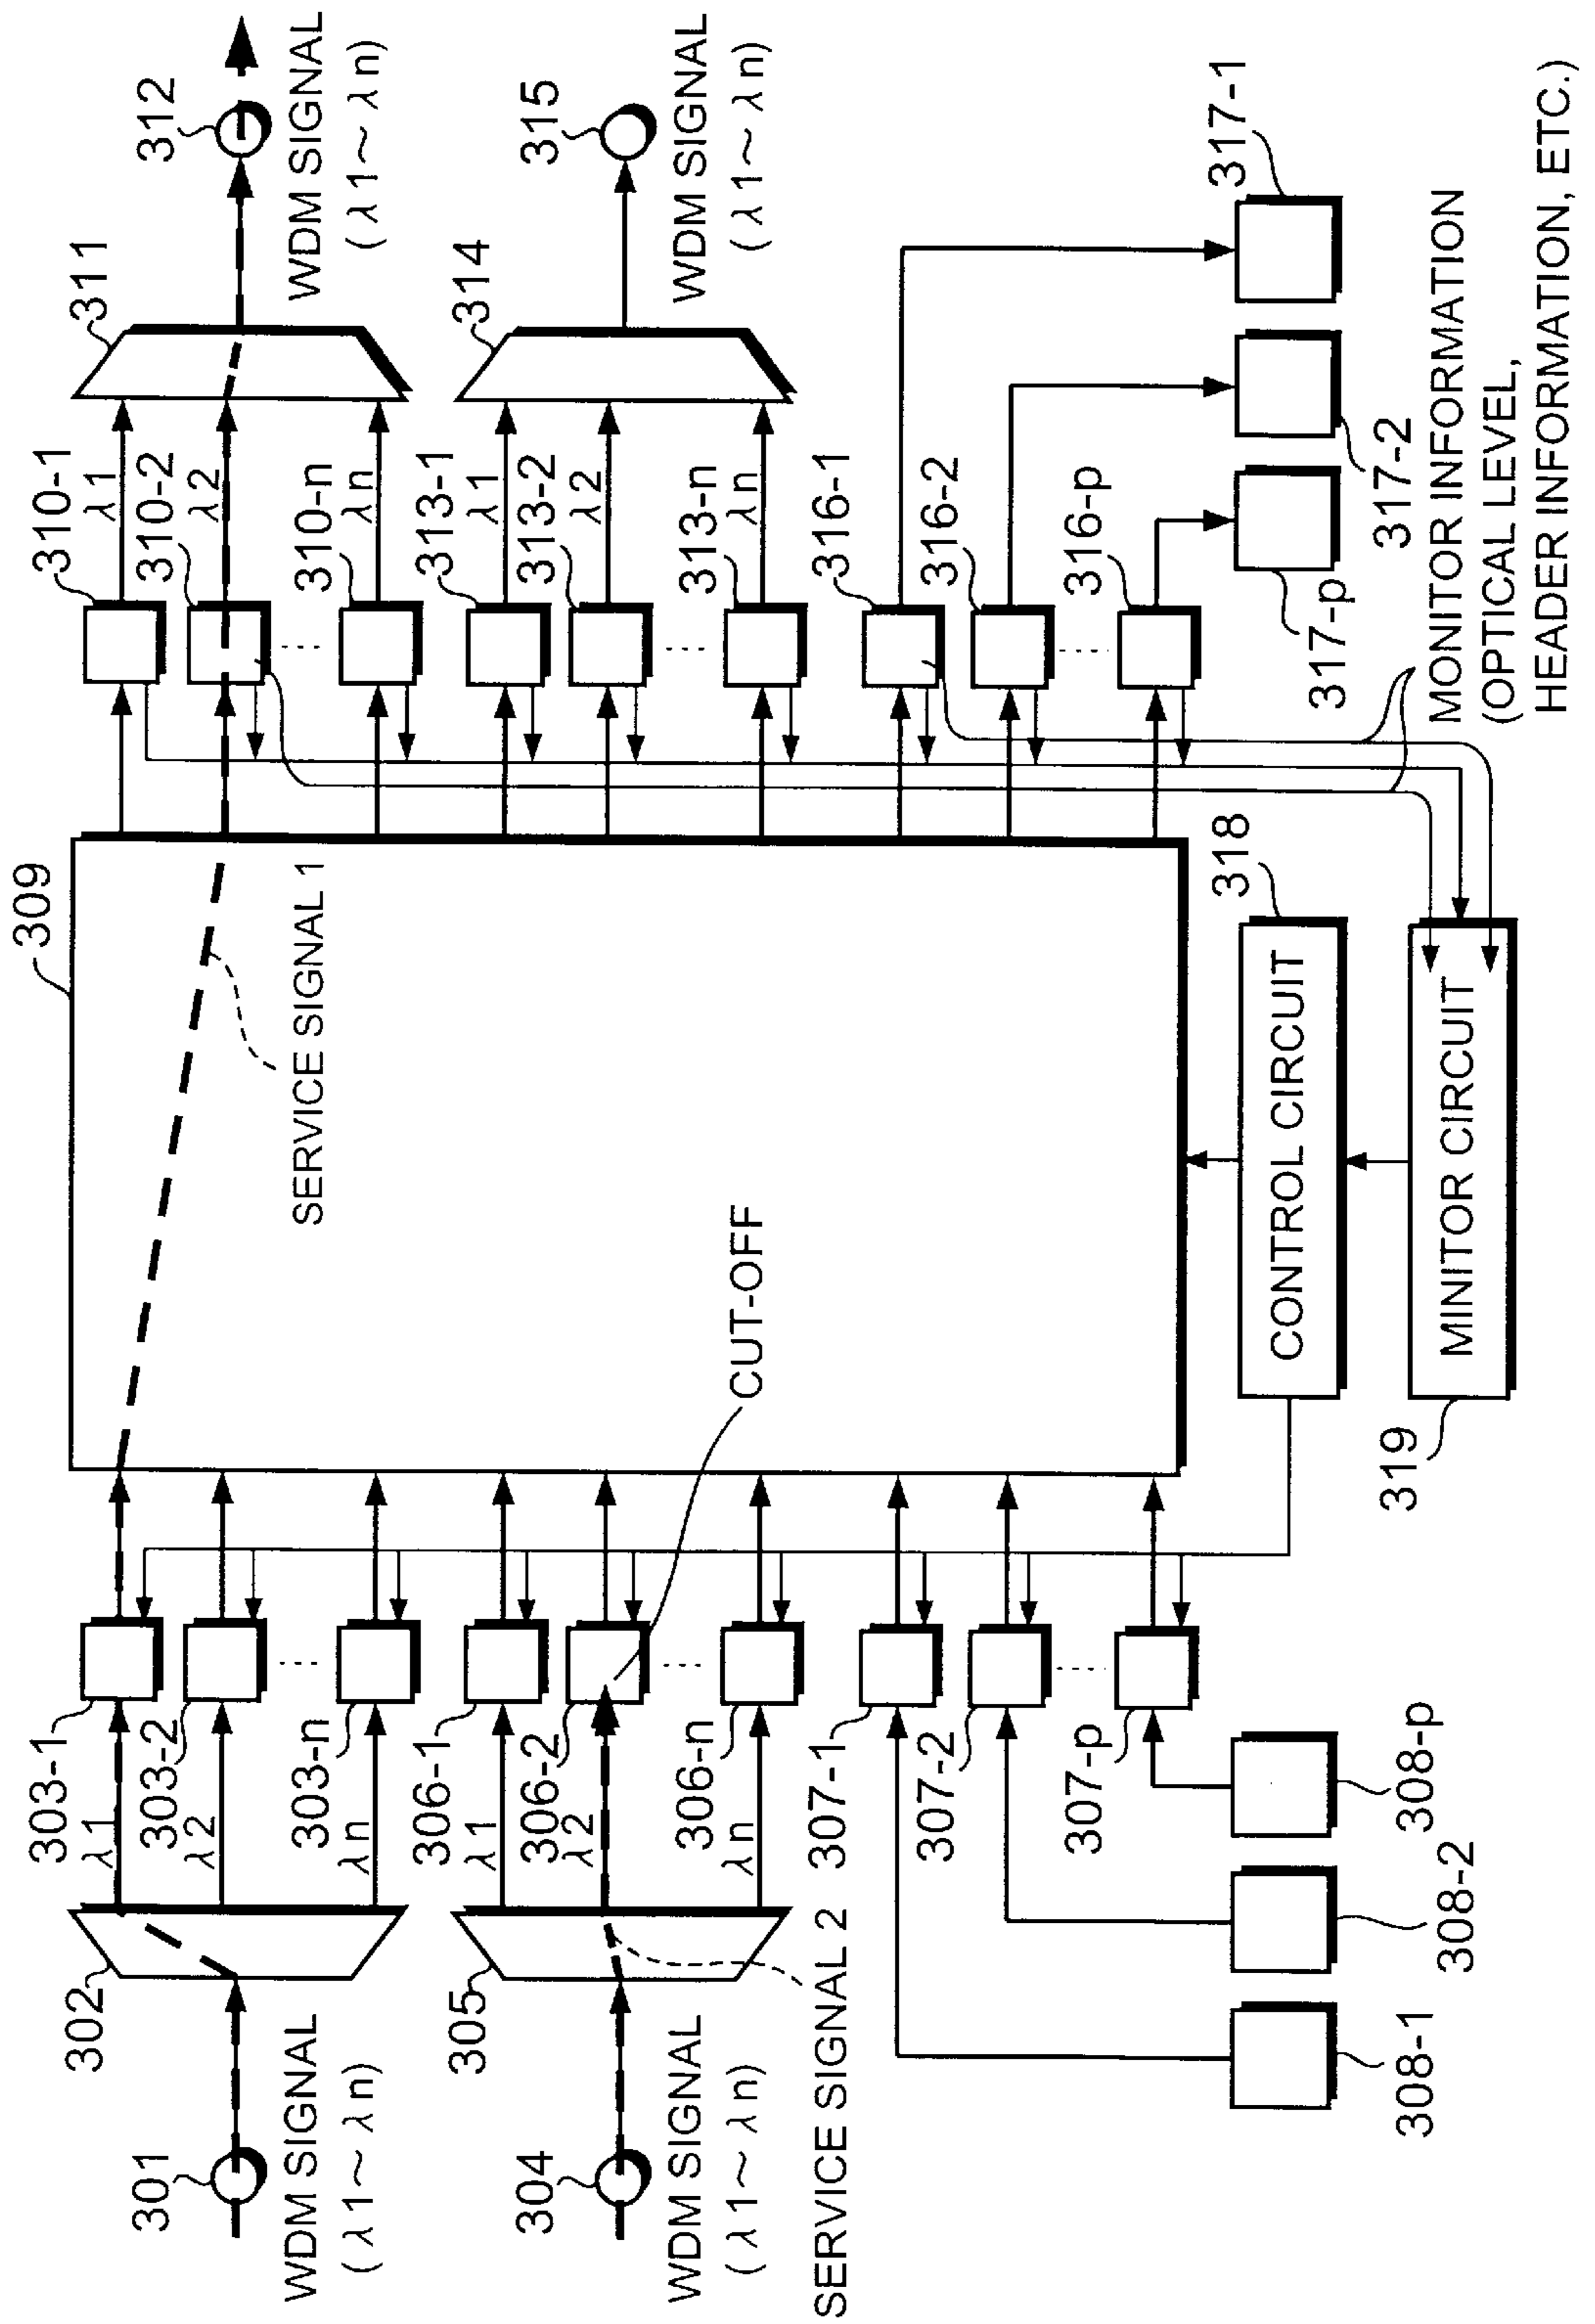 301
WDM SIGNAL
(λ1~λn)
302
303-1
λ1
303-2
λ2
303-n
λn
304
WDM SIGNAL
(λ1~λn)
305
SERVICE SIGNAL 2
306-1
λ1
306-2
λ2
306-n
λn
307-1
307-2
307-p
308-1
308-2
308-p
CUT-OFF
309
SERVICE SIGNAL 1
CONTROL CIRCUIT
318
MINITOR CIRCUIT
319
310-1
λ1
310-2
λ2
310-n
λn
311
312
WDM SIGNAL
(λ1~λn)
313-1
λ1
313-2
λ2
313-n
λn
314
315
WDM SIGNAL
(λ1~λn)
316-1
316-2
316-p
317-1
317-2
317-p
MONITOR INFORMATION
(OPTICAL LEVEL,
HEADER INFORMATION, ETC.)